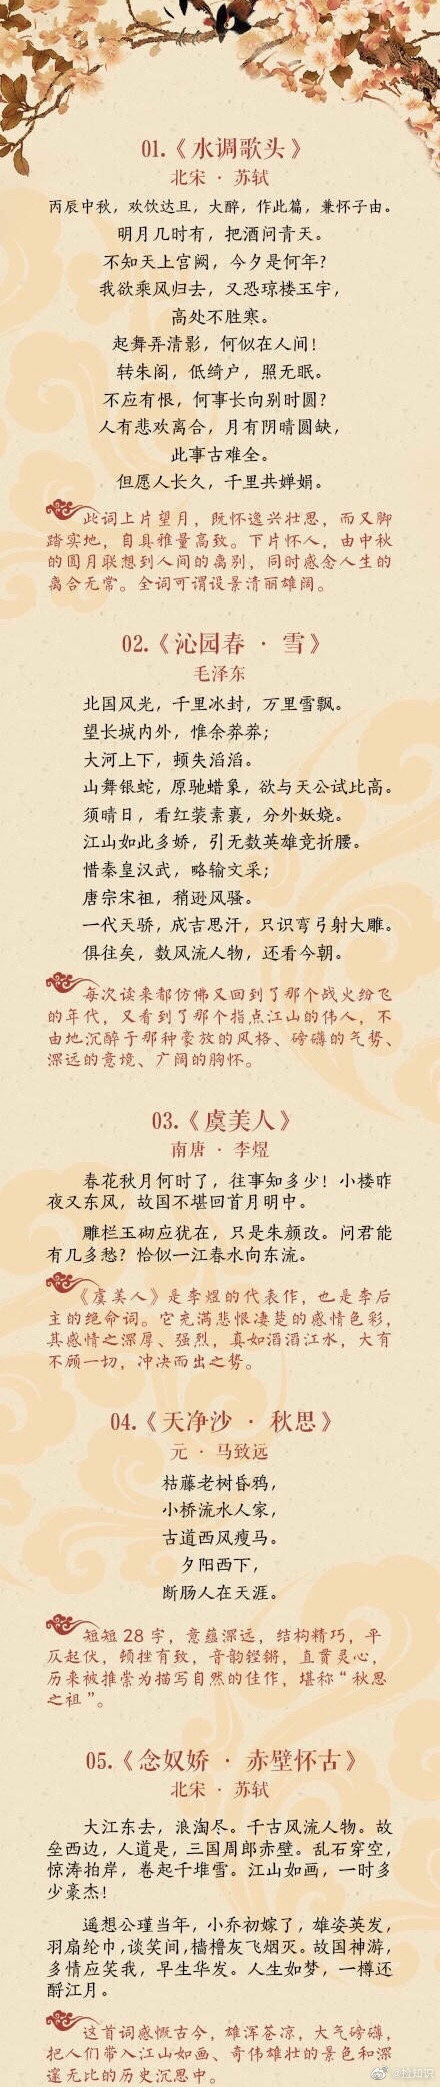 01.《水调歌头》
北宋 · 苏轼
丙辰中秋，欢饮达旦，大醉，作此篇，兼怀子由。
明月几时有，把酒问青天。
不知天上宫阙，今夕是何年？
我欲乘风归去，又恐琼楼玉宇，
高处不胜寒。
起舞弄清影，何似在人间！
转朱阁，低绮户，照无眠。
不应有恨，何事长向别时圆？
人有悲欢离合，月有阴晴圆缺，
此事古难全。
但愿人长久，千里共婵娟。
此词上片望月，既怀逸兴壮思，而又脚
踏实地，自具雅量高致。下片怀人，由中秋
的圆月联想到人间的离别，同时感念人生的
离合无常。全词可谓设景清丽雄阔。
02.《沁园春 · 雪》
毛泽东
北国风光，千里冰封，万里雪飘。
望长城内外，惟余莽莽；
大河上下，顿失滔滔。
山舞银蛇，原驰蜡象，欲与天公试比高。
须晴日，看红装素裹，分外妖娆。
江山如此多娇，引无数英雄竞折腰。
惜秦皇汉武，略输文采；
唐宗宋祖，稍逊风骚。
一代天骄，成吉思汗，只识弯弓射大雕。
俱往矣，数风流人物，还看今朝。
每次读来都仿佛又回到了那个战火纷飞
的年代，又看到了那个指点江山的伟人，不
由地沉醉于那种豪放的风格、磅礴的气势、
深远的意境、广阔的胸怀。
03.《虞美人》
南唐 · 李煜
春花秋月何时了，往事知多少！小楼昨
夜又东风，故国不堪回首月明中。
雕栏玉砌应犹在，只是朱颜改。问君能
有几多愁？恰似一江春水向东流。
《虞美人》是李煜的代表作，也是李后
主的绝命词。它充满悲恨凄楚的感情色彩，
其感情之深厚、强烈，真如滔滔江水，大有
不顾一切，冲决而出之势。
04.《天净沙 · 秋思》
元 · 马致远
枯藤老树昏鸦，
小桥流水人家，
古道西风瘦马。
夕阳西下，
断肠人在天涯。
短短28字，意蕴深远，结构精巧，平
仄起伏，顿挫有致，音韵铿锵，直贯灵心，
历来被推崇为描写自然的佳作，堪称“秋思
之祖”。
05.《念奴娇 · 赤壁怀古》
北宋 · 苏轼
大江东去，浪淘尽。千古风流人物。故
垒西边，人道是，三国周郎赤壁。乱石穿空，
惊涛拍岸，卷起千堆雪。江山如画，一时多
少豪杰！
遥想公瑾当年，小乔初嫁了，雄姿英发，
羽扇纶巾，谈笑间，樯橹灰飞烟灭。故国神游，
多情应笑我，早生华发。人生如梦，一樽还
酹江月。
这首词感慨古今，雄浑苍凉，大气磅礴，
把人们带入江山如画、奇伟雄壮的景色和深
邃无比的历史沉思中。
@捡知识